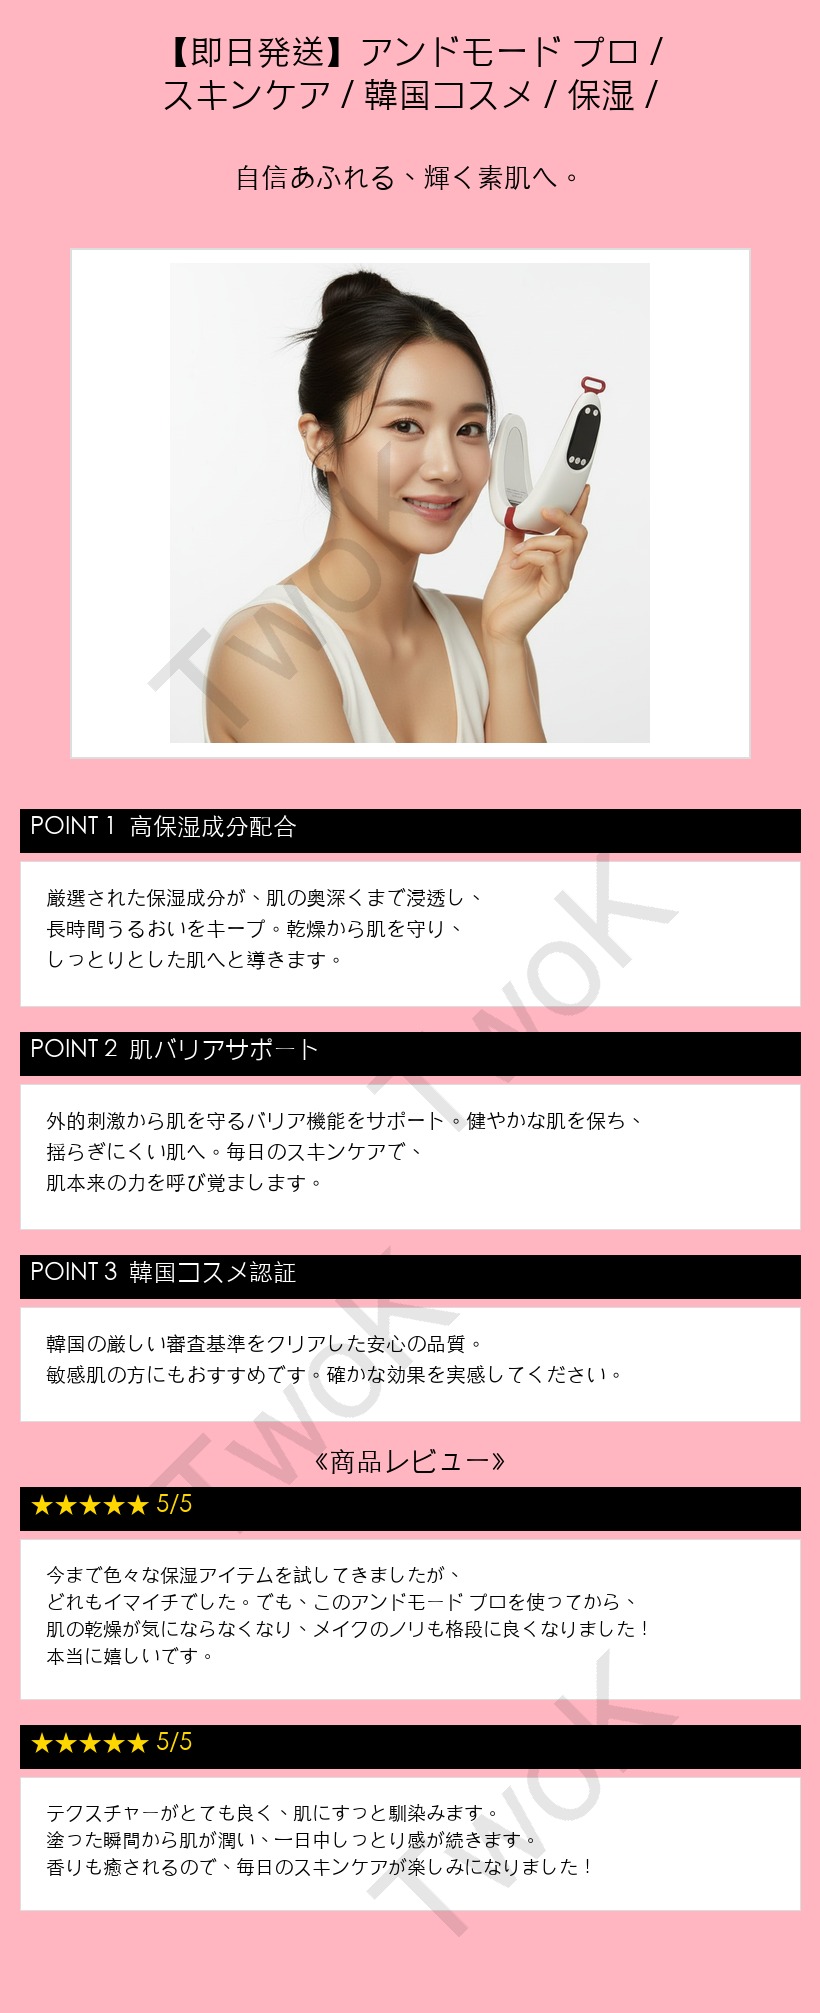 【即日発送】アンドモード プロ /
スキンケア / 韓国コスメ / 保湿 /
自信あふれる、輝く素肌へ。
TwoK
POINT 1 高保湿成分配合
厳選された保湿成分が、肌の奥深くまで浸透し、
長時間うるおいをキープ。乾燥から肌を守り、
しっとりとした肌へと導きます。
TwoK
POINT 2 肌バリアサポート
外的刺激から肌を守るバリア機能をサポート。健やかな肌を保ち、
揺らぎにくい肌へ。毎日のスキンケアで、
肌本来の力を呼び覚まします。
POINT 3 韓国コスメ認証
韓国の厳しい審査基準をクリアした安心の品質。
敏感肌の方にもおすすめです。確かな効果を実感してください。
TwoK
《商品レビュー》
★★★★★ 5/5
今まで色々な保湿アイテムを試してきましたが、
どれもイマイチでした。でも、このアンドモード プロを使ってから、
肌の乾燥が気にならなくなり、メイクのノリも格段に良くなりました！
本当に嬉しいです。
★★★★★ 5/5
テクスチャーがとても良く、肌にすっと馴染みます。
塗った瞬間から肌が潤い、一日中しっとり感が続きます。
香りも癒されるので、毎日のスキンケアが楽しみになりました！
TwoK